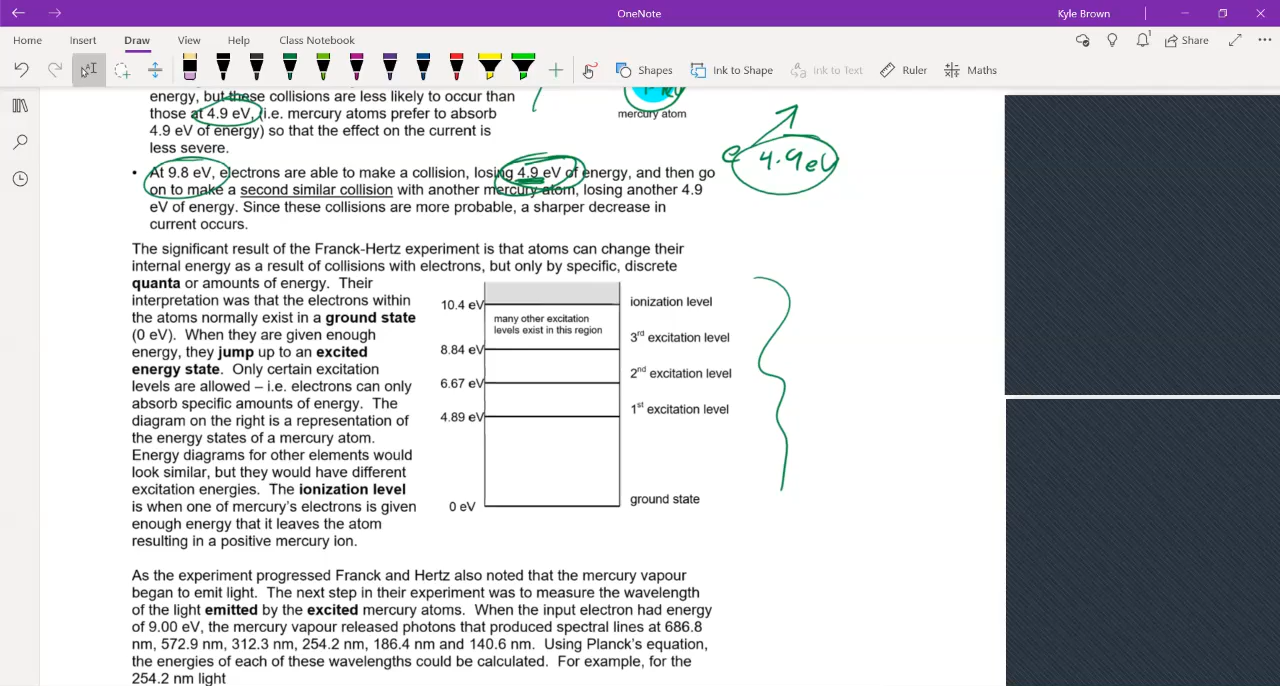 OneNote
Kyle Brown
Home Insert Draw View Help Class Notebook
Share
Shapes Ink to Shape Ink to Text Ruler Maths
energy, but these collisions are less likely to occur than
those at 4.9 eV, (i.e. mercury atoms prefer to absorb
4.9 eV of energy) so that the effect on the current is
less severe.
mercury atom
e 4.9eV
• At 9.8 eV, electrons are able to make a collision, losing 4.9 eV of energy, and then go
on to make a second similar collision with another mercury atom, losing another 4.9
eV of energy. Since these collisions are more probable, a sharper decrease in
current occurs.
The significant result of the Franck-Hertz experiment is that atoms can change their
internal energy as a result of collisions with electrons, but only by specific, discrete
quanta or amounts of energy. Their
interpretation was that the electrons within
the atoms normally exist in a ground state
(0 eV). When they are given enough
energy, they jump up to an excited
energy state. Only certain excitation
levels are allowed – i.e. electrons can only
absorb specific amounts of energy. The
diagram on the right is a representation of
the energy states of a mercury atom.
Energy diagrams for other elements would
look similar, but they would have different
excitation energies. The ionization level
is when one of mercury's electrons is given
enough energy that it leaves the atom
resulting in a positive mercury ion.
10.4 eV ionization level
many other excitation
levels exist in this region
3rd excitation level
8.84 eV
2nd excitation level
6.67 eV
1st excitation level
4.89 eV
ground state
0 eV
As the experiment progressed Franck and Hertz also noted that the mercury vapour
began to emit light. The next step in their experiment was to measure the wavelength
of the light emitted by the excited mercury atoms. When the input electron had energy
of 9.00 eV, the mercury vapour released photons that produced spectral lines at 686.8
nm, 572.9 nm, 312.3 nm, 254.2 nm, 186.4 nm and 140.6 nm. Using Planck's equation,
the energies of each of these wavelengths could be calculated. For example, for the
254.2 nm light